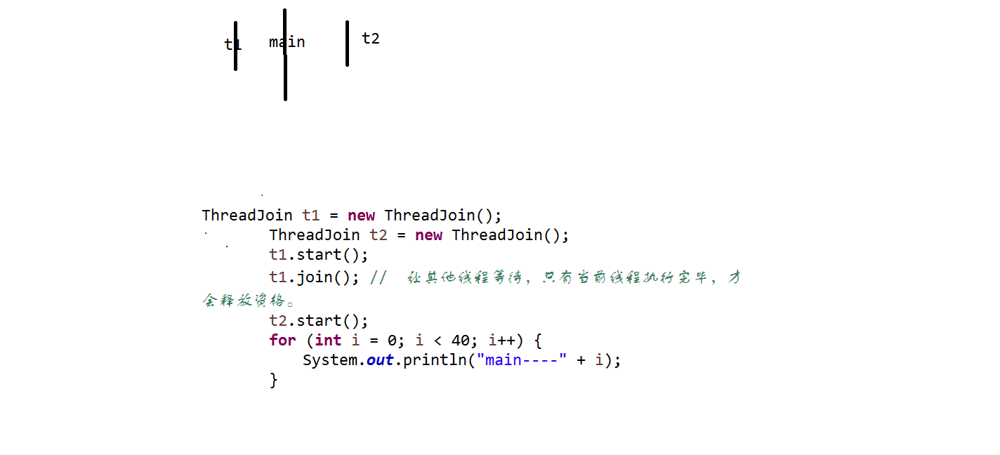 t1 main t2
ThreadJoin t1 = new ThreadJoin();
ThreadJoin t2 = new ThreadJoin();
t1.start();
t1.join(); // 让其他线程等待，只有当前线程执行完毕，才
会释放资格。
t2.start();
for (int i = 0; i < 40; i++) {
System.out.println("main----" + i);
}